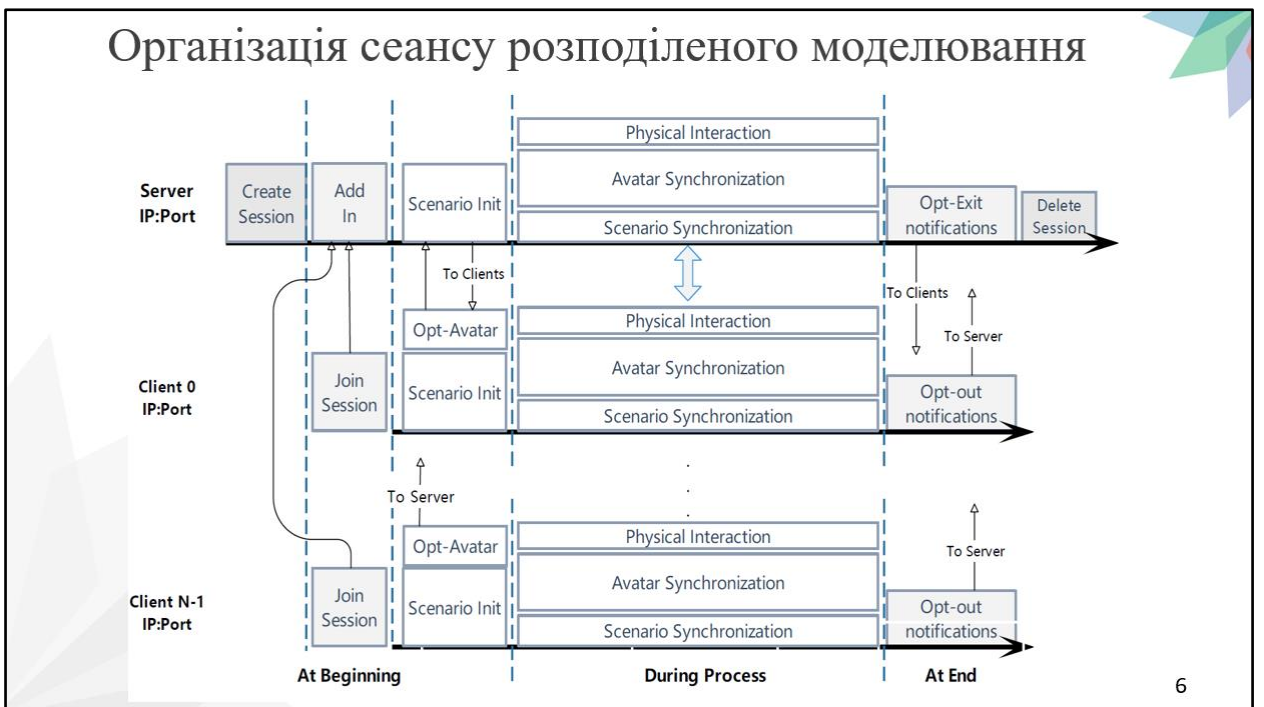 Організація сеансу розподіленого моделювання
Physical Interaction
Avatar Synchronization
Scenario Synchronization
Server
IP:Port
Create
Session
Add
In
Scenario Init
Opt-Exit
notifications
Delete
Session
To Clients
To Clients
To Server
Client 0
IP:Port
Join
Session
Opt-Avatar
Scenario Init
Physical Interaction
Avatar Synchronization
Scenario Synchronization
Opt-out
notifications
To Server
.
.
.
To Server
Client N-1
IP:Port
Join
Session
Opt-Avatar
Scenario Init
Physical Interaction
Avatar Synchronization
Scenario Synchronization
Opt-out
notifications
At Beginning
During Process
At End
6